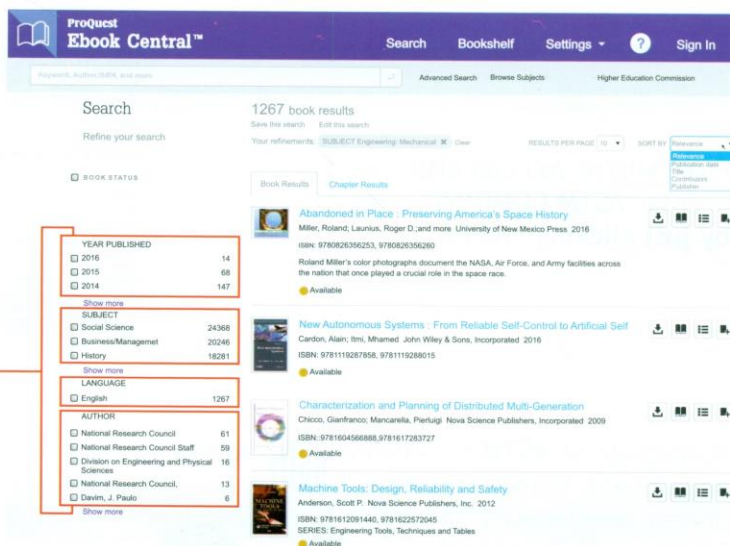 ProQuest
Ebook Central™
Search Bookshelf Settings ? Sign In
Keyword, Author, ISBN, and more
Advanced Search Browse Subjects Higher Education Commission
Search
Refine your search
BOOK STATUS
YEAR PUBLISHED
2016 14
2015 68
2014 147
Show more
SUBJECT
Social Science 24368
Business/Managemet 20246
History 18281
Show more
LANGUAGE
English 1267
AUTHOR
National Research Council 61
National Research Council Staff 59
Division on Engineering and Physical 16
Sciences
National Research Council, 13
Davim, J. Paulo 6
Show more
1267 book results
Save this search Edit this search
Your refinements: SUBJECT Engineering: Mechanical Clear
RESULTS PER PAGE 10 SORT BY Relevance
Relevance
Publication date
Title
Contributors
Publisher
Book Results Chapter Results
Abandoned in Place : Preserving America's Space History
Miller, Roland; Launius, Roger D.;and more University of New Mexico Press 2016
ISBN: 9780826356253, 9780826356260
Roland Miller's color photographs document the NASA, Air Force, and Army facilities across
the nation that once played a crucial role in the space race.
Available
New Autonomous Systems : From Reliable Self-Control to Artificial Self
Cardon, Alain; Itmi, Mhamed John Wiley & Sons, Incorporated 2016
ISBN: 9781119287858, 9781119288015
Available
Characterization and Planning of Distributed Multi-Generation
Chicco, Gianfranco; Mancarella, Pierluigi Nova Science Publishers, Incorporated 2009
ISBN::9781604566888,9781617283727
Available
MACHINE
TOOLS
Machine Tools: Design, Reliability and Safety
Anderson, Scott P. Nova Science Publishers, Inc. 2012
ISBN: 9781612091440, 9781622572045
SERIES: Engineering Tools, Techniques and Tables
Available